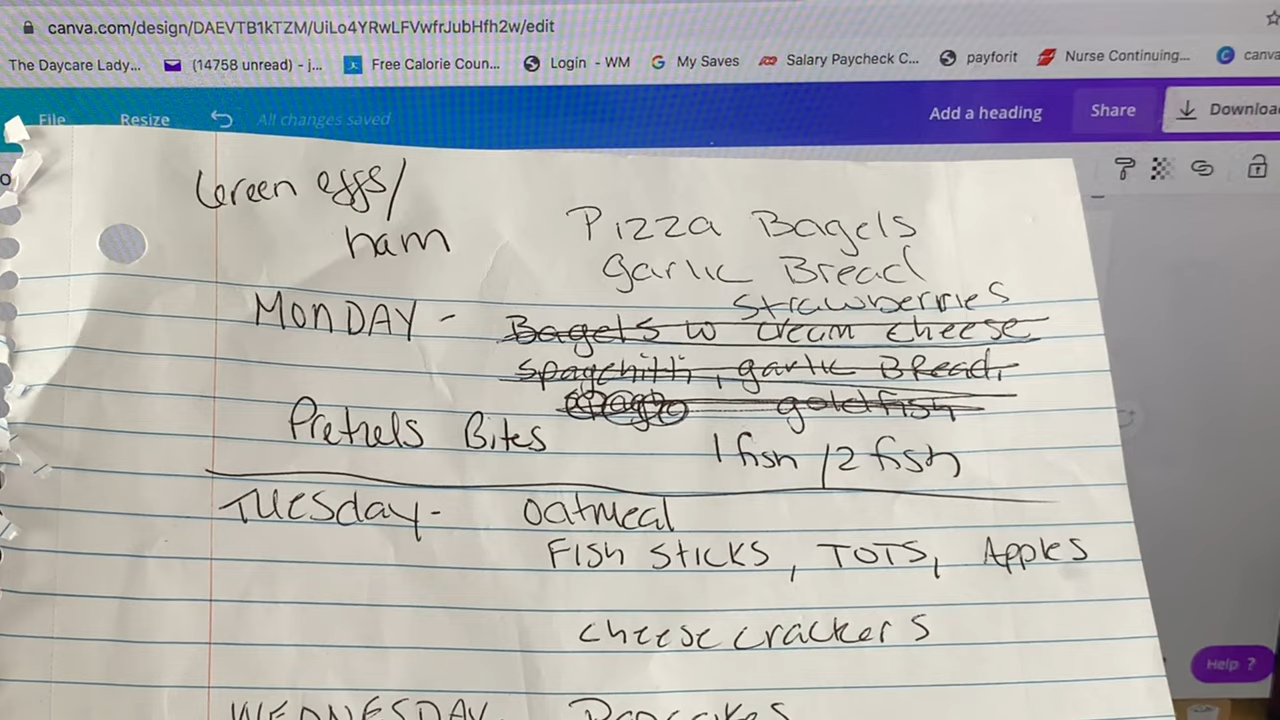 canva.com/design/DAEVTB1kTZM/UiLo4YRwLFVwfrJubHfh2w/edit
The Daycare Lady... (14758 unread) - j... Free Calorie Coun... Login - WM My Saves Salary Paycheck C... payforit Nurse Continuing... canva
File Resize All changes saved Add a heading Share Download
Green eggs/
ham
Pizza Bagels
garlic Bread
Strawberries
MONDAY - Bagels w cream cheese
spagehitti, garlic BRead,
goldfish
Pretzels Bites
1 fish / 2 fish
TUESday - oatmeal
FISH STICKS, TOTS, Apples
cheese crackers
WEDNESDAY Pancakes
Help ?